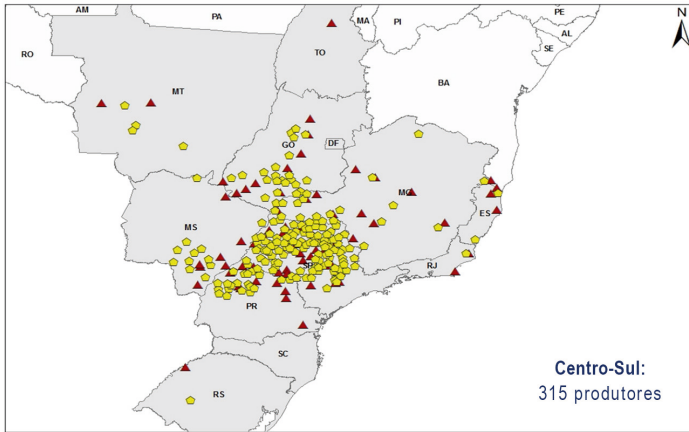 AM
PA
MA
PI
PE
AL
SE
N
RO
TO
BA
MT
GO
DF
MG
MS
ES
SP
RJ
PR
SC
RS
Centro-Sul:
315 produtores